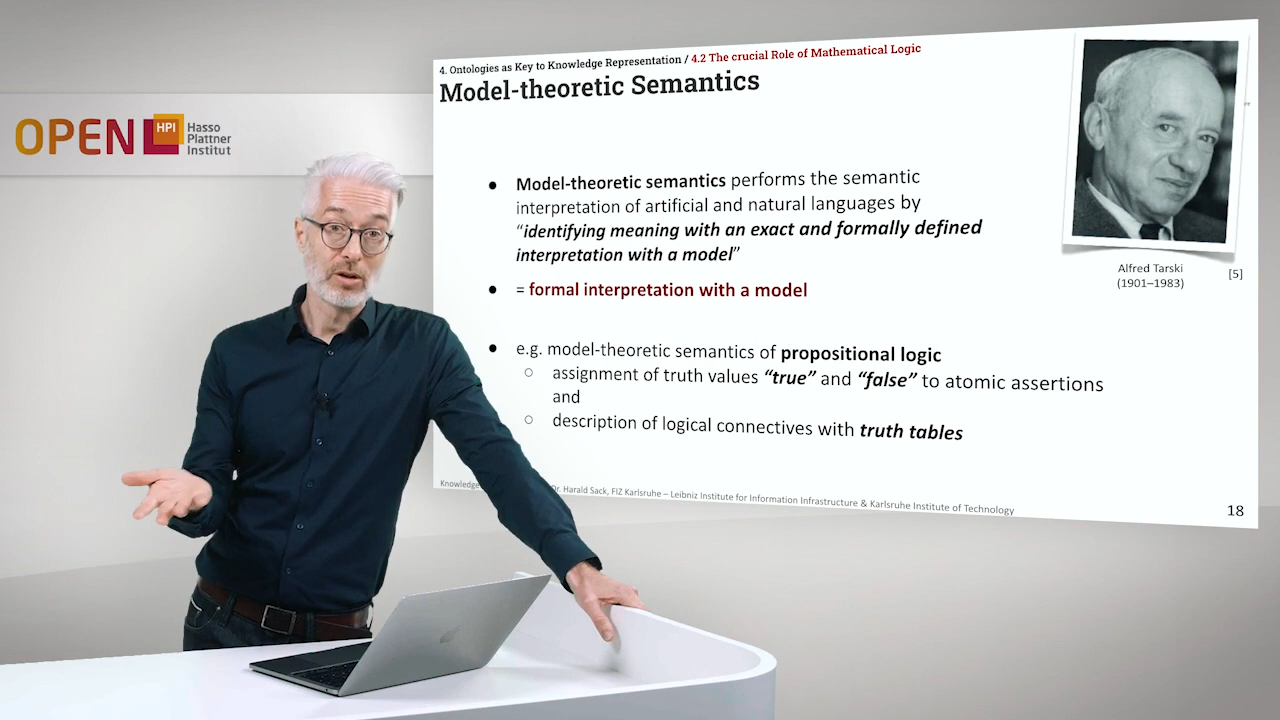 OPEN HPI Hasso
Plattner
Institut
4. Ontologies as Key to Knowledge Representation / 4.2 The crucial Role of Mathematical Logic
Model-theoretic Semantics
● Model-theoretic semantics performs the semantic
interpretation of artificial and natural languages by
“identifying meaning with an exact and formally defined
interpretation with a model”
● = formal interpretation with a model
● e.g. model-theoretic semantics of propositional logic
○ assignment of truth values “true” and “false” to atomic assertions
and
○ description of logical connectives with truth tables
Alfred Tarski
(1901–1983)
[5]
Dr. Harald Sack, FIZ Karlsruhe – Leibniz Institute for Information Infrastructure & Karlsruhe Institute of Technology
18